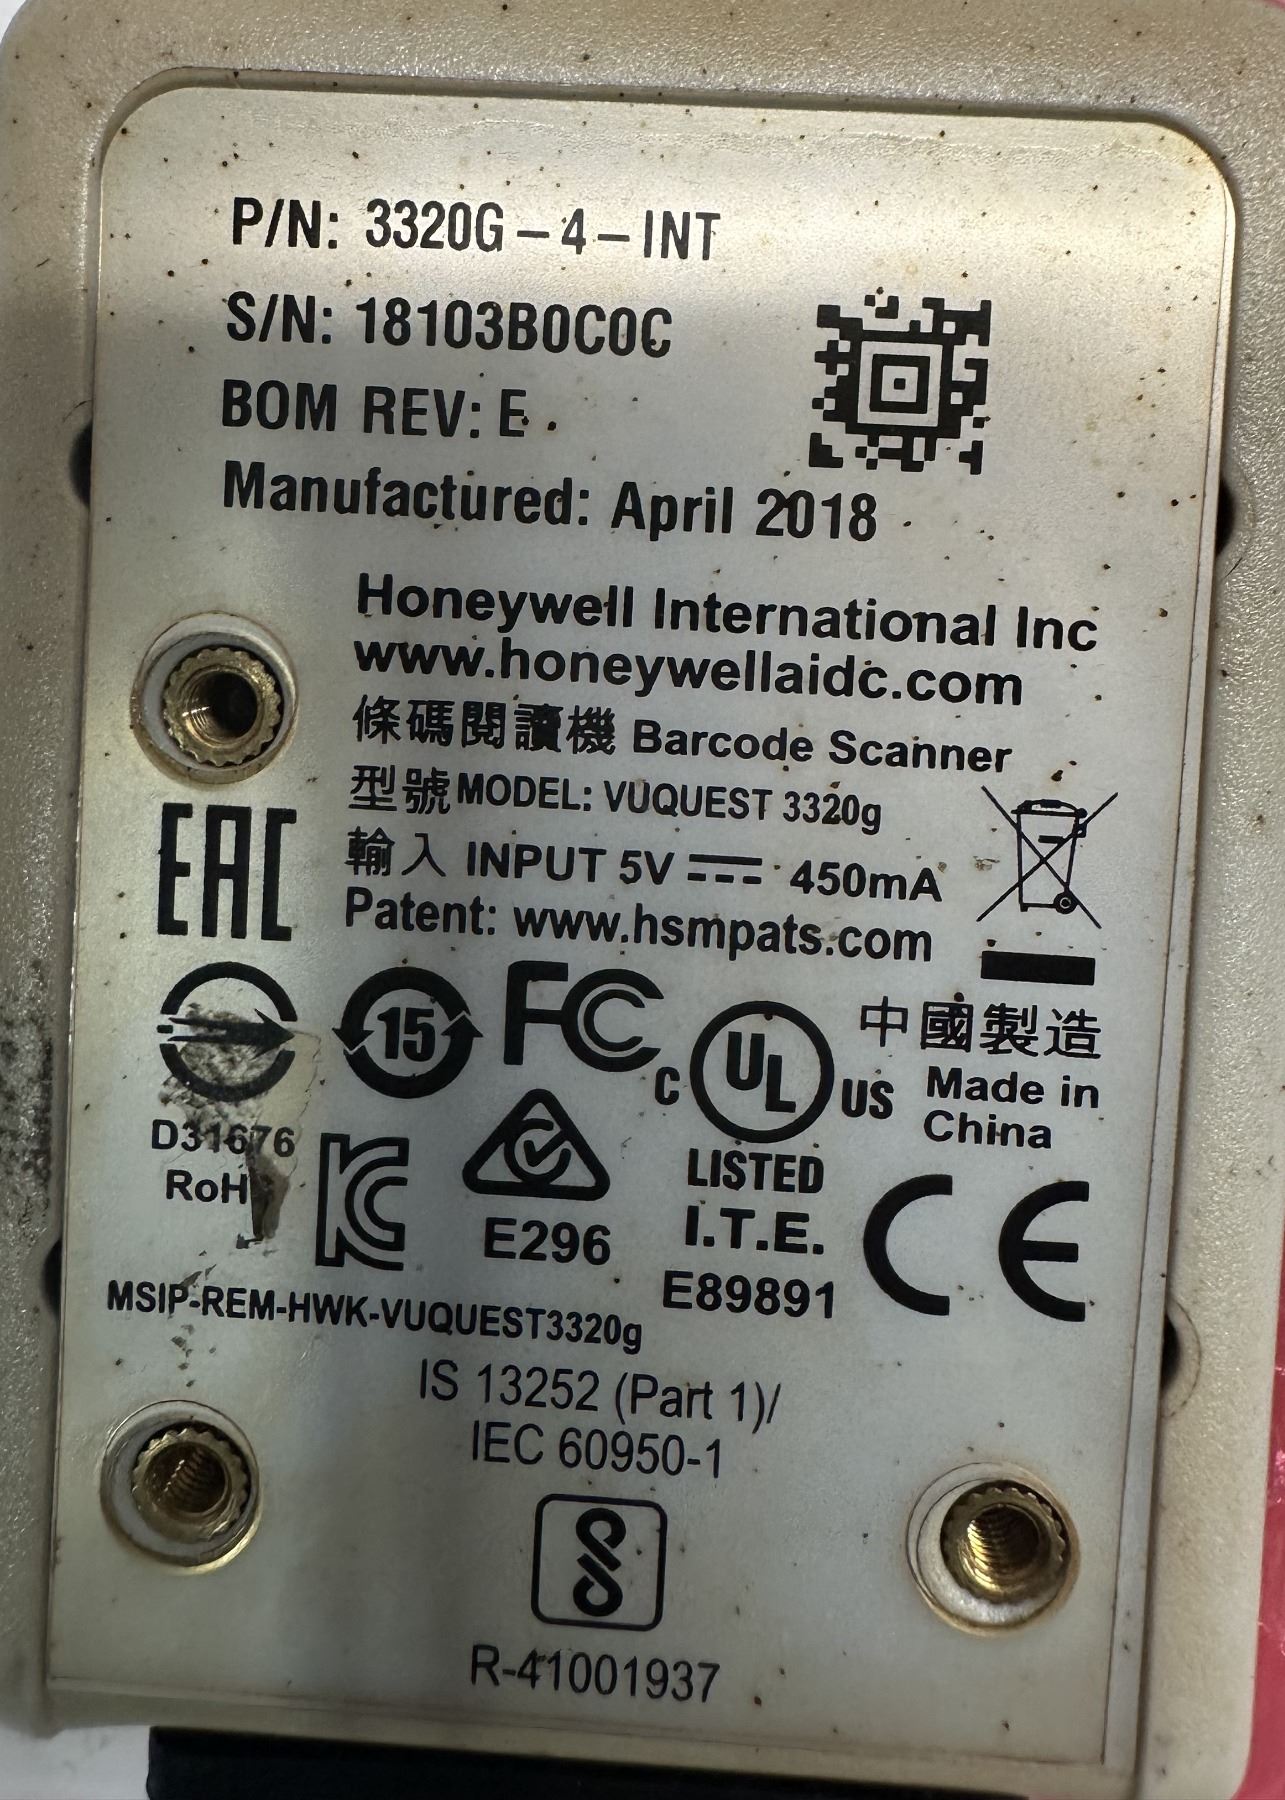 P/N: 3320G-4-INT
S/N: 18103B0C0C
BOM REV: E
Manufactured: April 2018
Honeywell International Inc
www.honeywellaidc.com
條碼閱讀機 Barcode Scanner
型號 MODEL: VUQUEST 3320g
輸入 INPUT 5V 450mA
Patent: www.hsmpats.com
EAC
15
FC
C UL US
LISTED
I.T.E.
E89891
中國製造
Made in
China
D31676
RoH
KC
E296
CE
MSIP-REM-HWK-VUQUEST3320g
IS 13252 (Part 1)/
IEC 60950-1
R-41001937